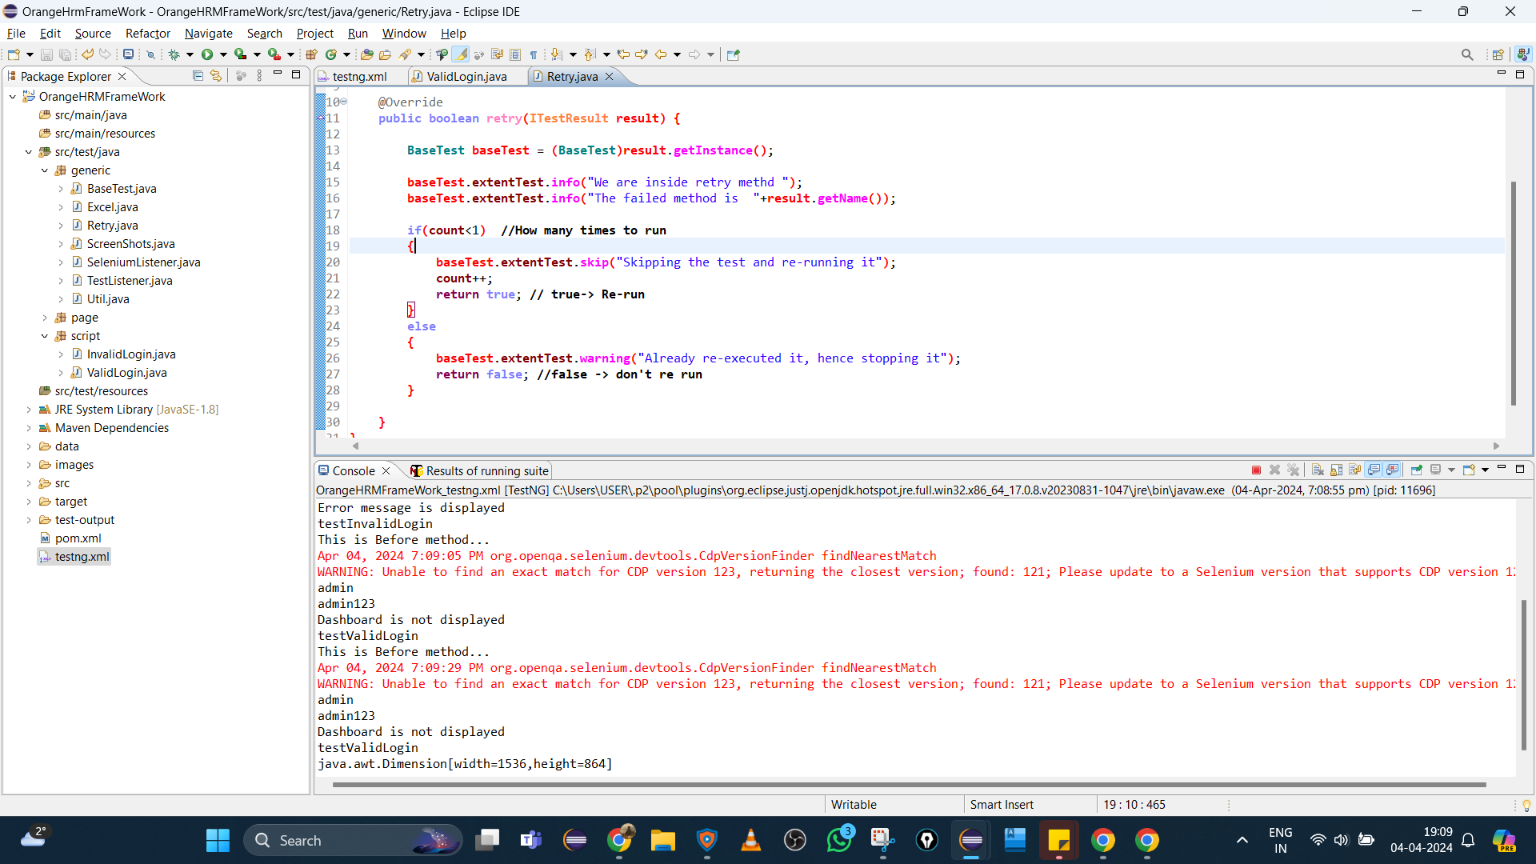 OrangeHrmFrameWork - OrangeHRMFrameWork/src/test/java/generic/Retry.java - Eclipse IDE
File Edit Source Refactor Navigate Search Project Run Window Help
Package Explorer
OrangeHRMFrameWork
src/main/java
src/main/resources
src/test/java
generic
BaseTest.java
Excel.java
Retry.java
ScreenShots.java
SeleniumListener.java
TestListener.java
Util.java
page
script
InvalidLogin.java
ValidLogin.java
src/test/resources
JRE System Library [JavaSE-1.8]
Maven Dependencies
data
images
src
target
test-output
pom.xml
testng.xml
testng.xml ValidLogin.java Retry.java
10 @Override
11 public boolean retry(ITestResult result) {
12
13 BaseTest baseTest = (BaseTest)result.getInstance();
14
15 baseTest.extentTest.info("We are inside retry methd ");
16 baseTest.extentTest.info("The failed method is  "+result.getName());
17
18 if(count<1)  //How many times to run
19 {
20 baseTest.extentTest.skip("Skipping the test and re-running it");
21 count++;
22 return true; // true-> Re-run
23 }
24 else
25 {
26 baseTest.extentTest.warning("Already re-executed it, hence stopping it");
27 return false; //false -> don't re run
28 }
29
30 }
31 }
Console Results of running suite
OrangeHRMFrameWork_testng.xml [TestNG] C:\Users\USER\.p2\pool\plugins\org.eclipse.justj.openjdk.hotspot.jre.full.win32.x86_64_17.0.8.v20230831-1047\jre\bin\javaw.exe (04-Apr-2024, 7:08:55 pm) [pid: 11696]
Error message is displayed
testInvalidLogin
This is Before method...
Apr 04, 2024 7:09:05 PM org.openqa.selenium.devtools.CdpVersionFinder findNearestMatch
WARNING: Unable to find an exact match for CDP version 123, returning the closest version; found: 121; Please update to a Selenium version that supports CDP version 12
admin
admin123
Dashboard is not displayed
testValidLogin
This is Before method...
Apr 04, 2024 7:09:29 PM org.openqa.selenium.devtools.CdpVersionFinder findNearestMatch
WARNING: Unable to find an exact match for CDP version 123, returning the closest version; found: 121; Please update to a Selenium version that supports CDP version 12
admin
admin123
Dashboard is not displayed
testValidLogin
java.awt.Dimension[width=1536,height=864]
Writable Smart Insert 19 : 10 : 465
2°
Search
3
ENG
IN
19:09
04-04-2024
PRE